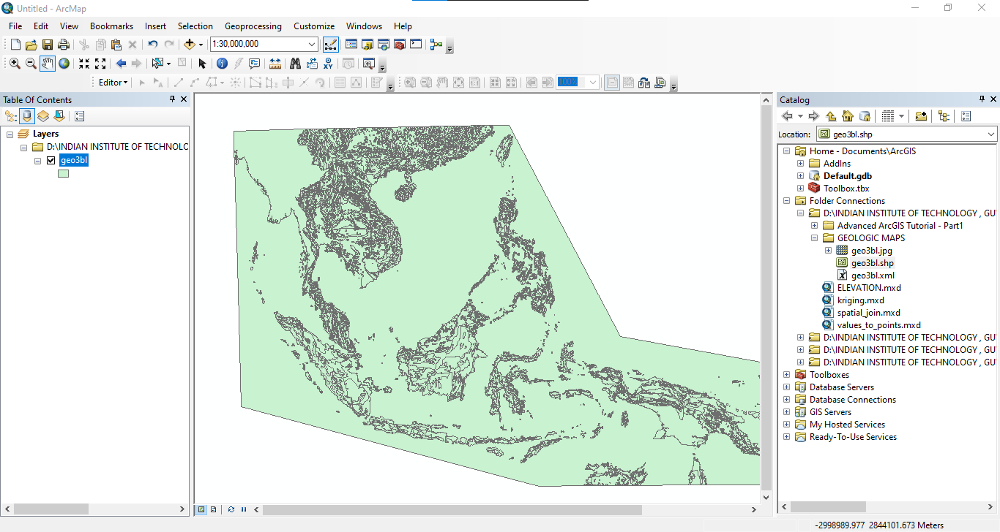 Untitled - ArcMap
File Edit View Bookmarks Insert Selection Geoprocessing Customize Windows Help
1:30,000,000
Editor
100%
Table Of Contents
Layers
D:\INDIAN INSTITUTE OF TECHNOLO
geo3bl
Catalog
Location: geo3bl.shp
Home - Documents\ArcGIS
AddIns
Default.gdb
Toolbox.tbx
Folder Connections
D:\INDIAN INSTITUTE OF TECHNOLOGY , GU
Advanced ArcGIS Tutorial - Part1
GEOLOGIC MAPS
geo3bl.jpg
geo3bl.shp
geo3bl.xml
ELEVATION.mxd
kriging.mxd
spatial_join.mxd
values_to_points.mxd
D:\INDIAN INSTITUTE OF TECHNOLOGY , GU
D:\INDIAN INSTITUTE OF TECHNOLOGY , GU
D:\INDIAN INSTITUTE OF TECHNOLOGY , GU
Toolboxes
Database Servers
Database Connections
GIS Servers
My Hosted Services
Ready-To-Use Services
-2998989.977 2844101.673 Meters